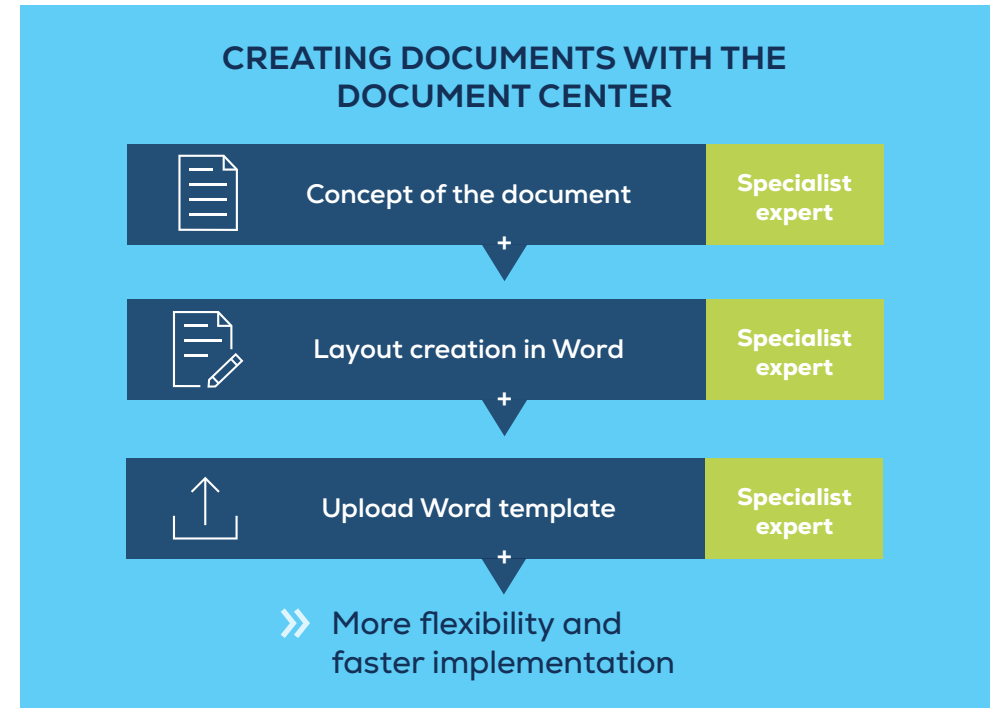 CREATING DOCUMENTS WITH THE
DOCUMENT CENTER
Concept of the document
Specialist
expert
+
Layout creation in Word
Specialist
expert
+
Upload Word template
Specialist
expert
+
More flexibility and
faster implementation